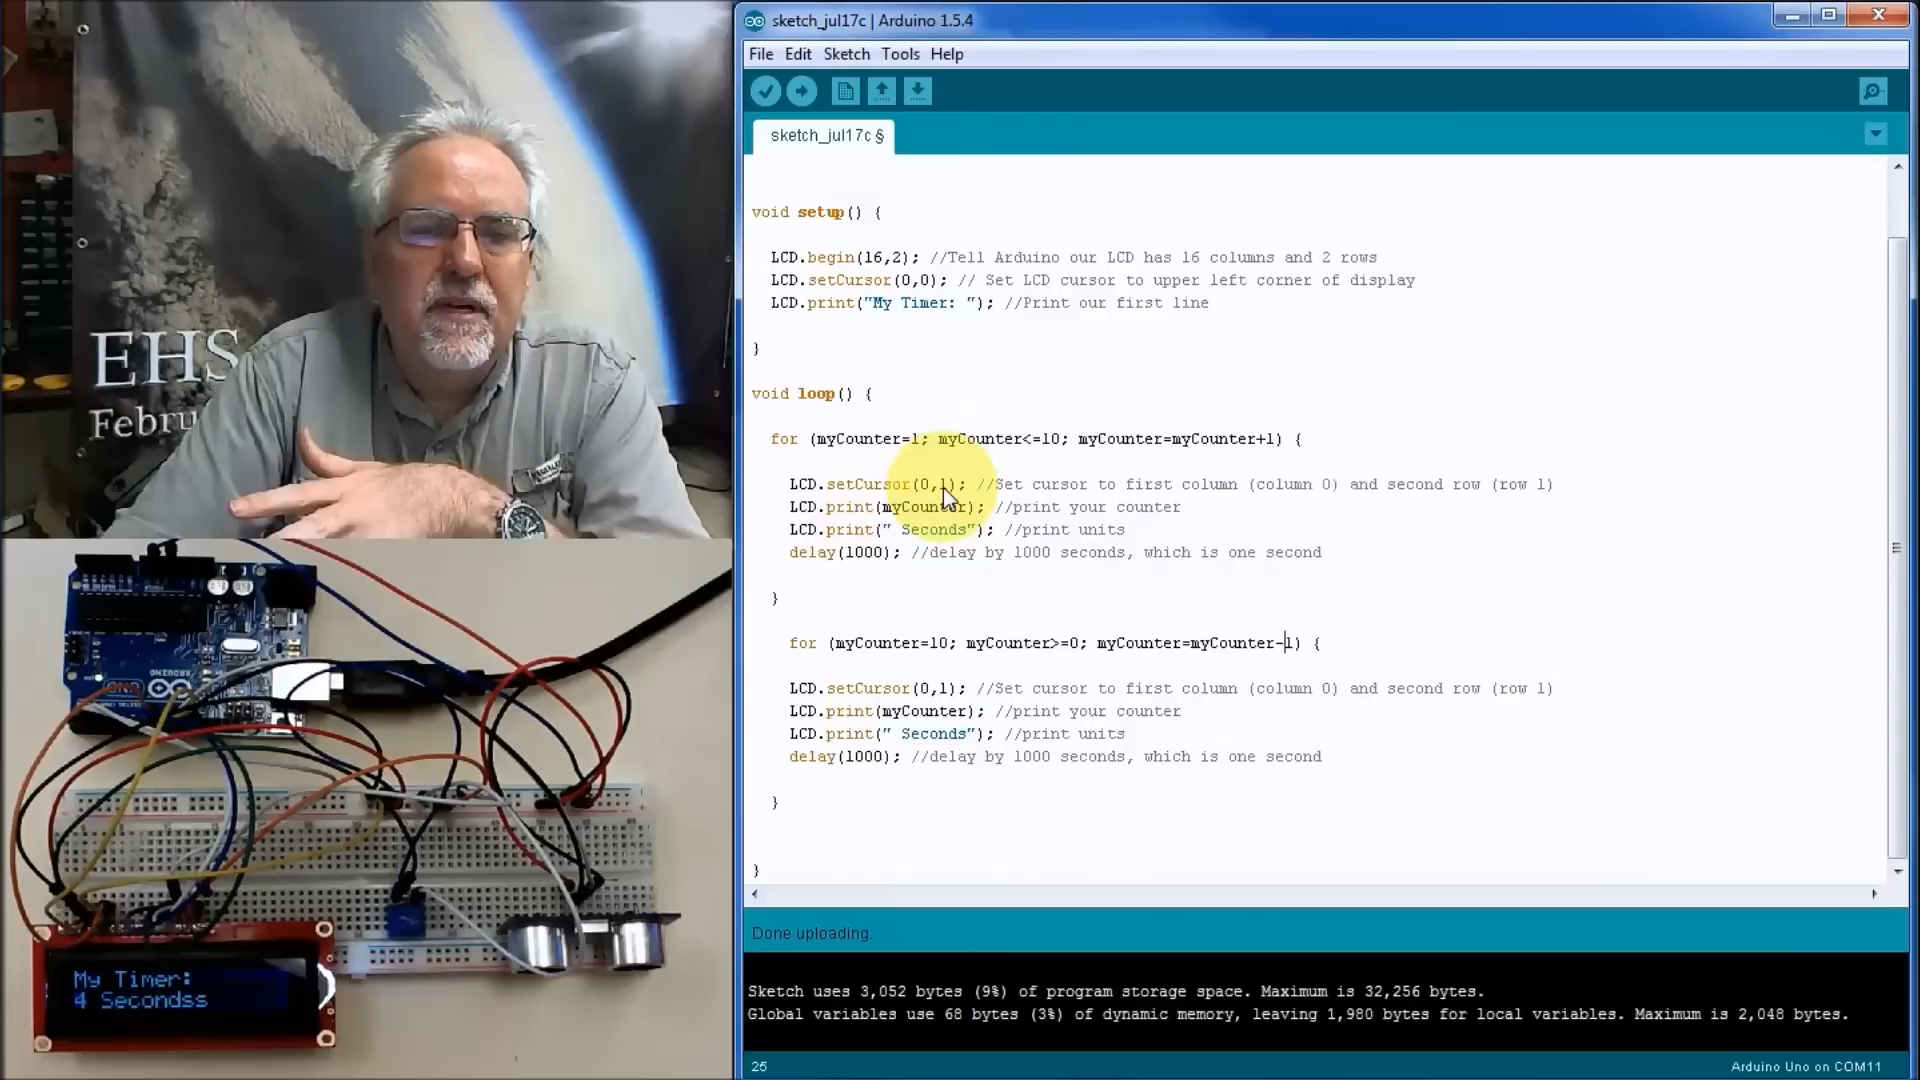 EHS
Febru
My Timer:
4 Secondss
sketch_jul17c | Arduino 1.5.4
File Edit Sketch Tools Help
sketch_jul17c §
void setup() {
LCD.begin(16,2); //Tell Arduino our LCD has 16 columns and 2 rows
LCD.setCursor(0,0); // Set LCD cursor to upper left corner of display
LCD.print("My Timer: "); //Print our first line
}
void loop() {
for (myCounter=1; myCounter<=10; myCounter=myCounter+1) {
LCD.setCursor(0,1); //Set cursor to first column (column 0) and second row (row 1)
LCD.print(myCounter); //print your counter
LCD.print(" Seconds"); //print units
delay(1000); //delay by 1000 seconds, which is one second
}
for (myCounter=10; myCounter>=0; myCounter=myCounter-1) {
LCD.setCursor(0,1); //Set cursor to first column (column 0) and second row (row 1)
LCD.print(myCounter); //print your counter
LCD.print(" Seconds"); //print units
delay(1000); //delay by 1000 seconds, which is one second
}
}
Done uploading.
Sketch uses 3,052 bytes (9%) of program storage space. Maximum is 32,256 bytes.
Global variables use 68 bytes (3%) of dynamic memory, leaving 1,980 bytes for local variables. Maximum is 2,048 bytes.
25
Arduino Uno on COM11